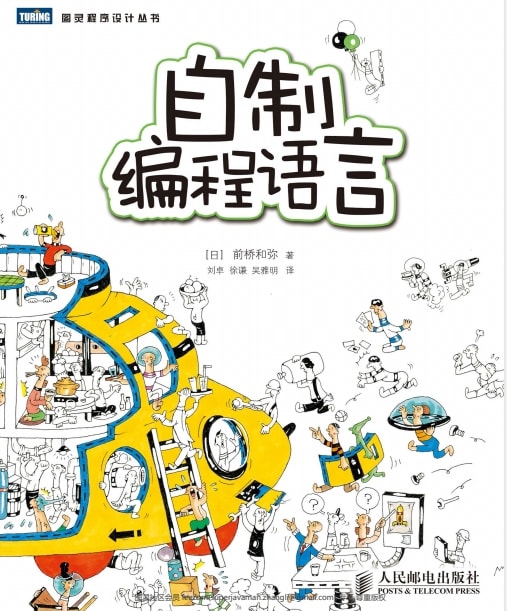 TURING
图灵程序设计丛书
自制
编程语言
[日] 前桥和弥 著
刘卓 徐谦 吴雅明 译
?
?
人民邮电出版社
POSTS & TELECOM PRESS